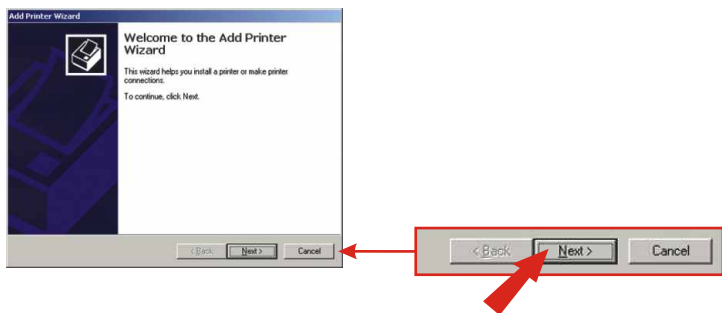 Add Printer Wizard
Welcome to the Add Printer
Wizard
This wizard helps you install a printer or make printer
connections.
To continue, click Next.
< Back Next > Cancel
< Back Next > Cancel